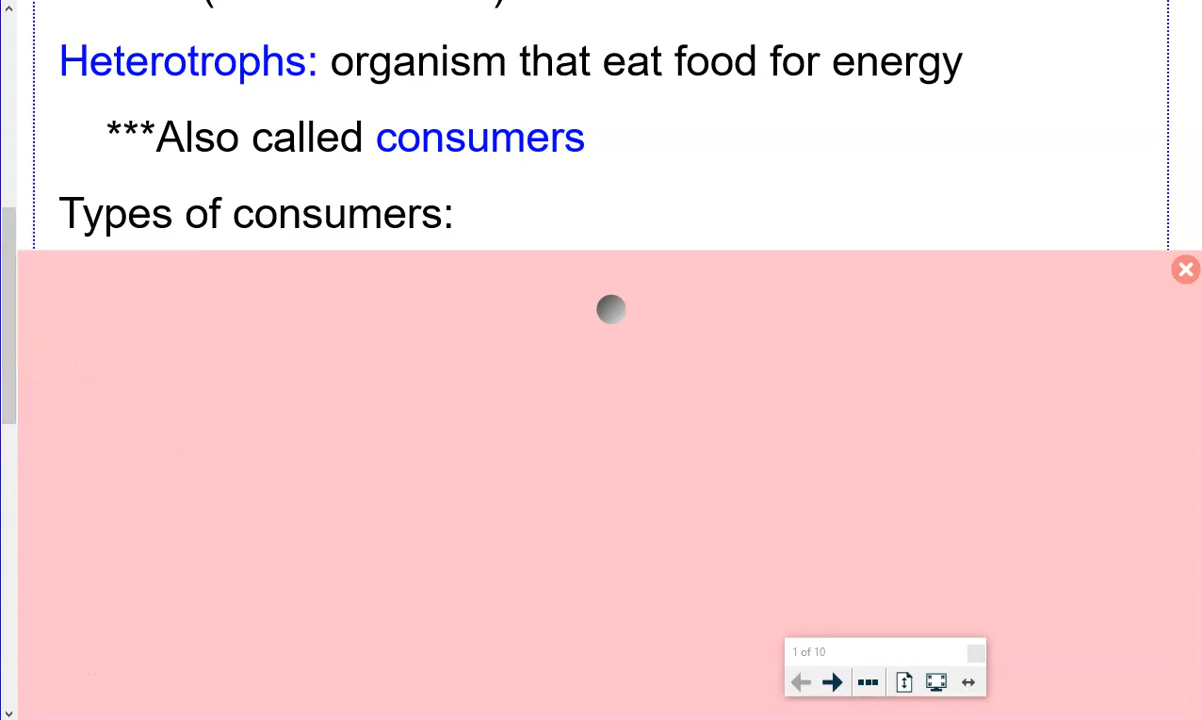 Heterotrophs: organism that eat food for energy
***Also called consumers
Types of consumers:
1 of 10